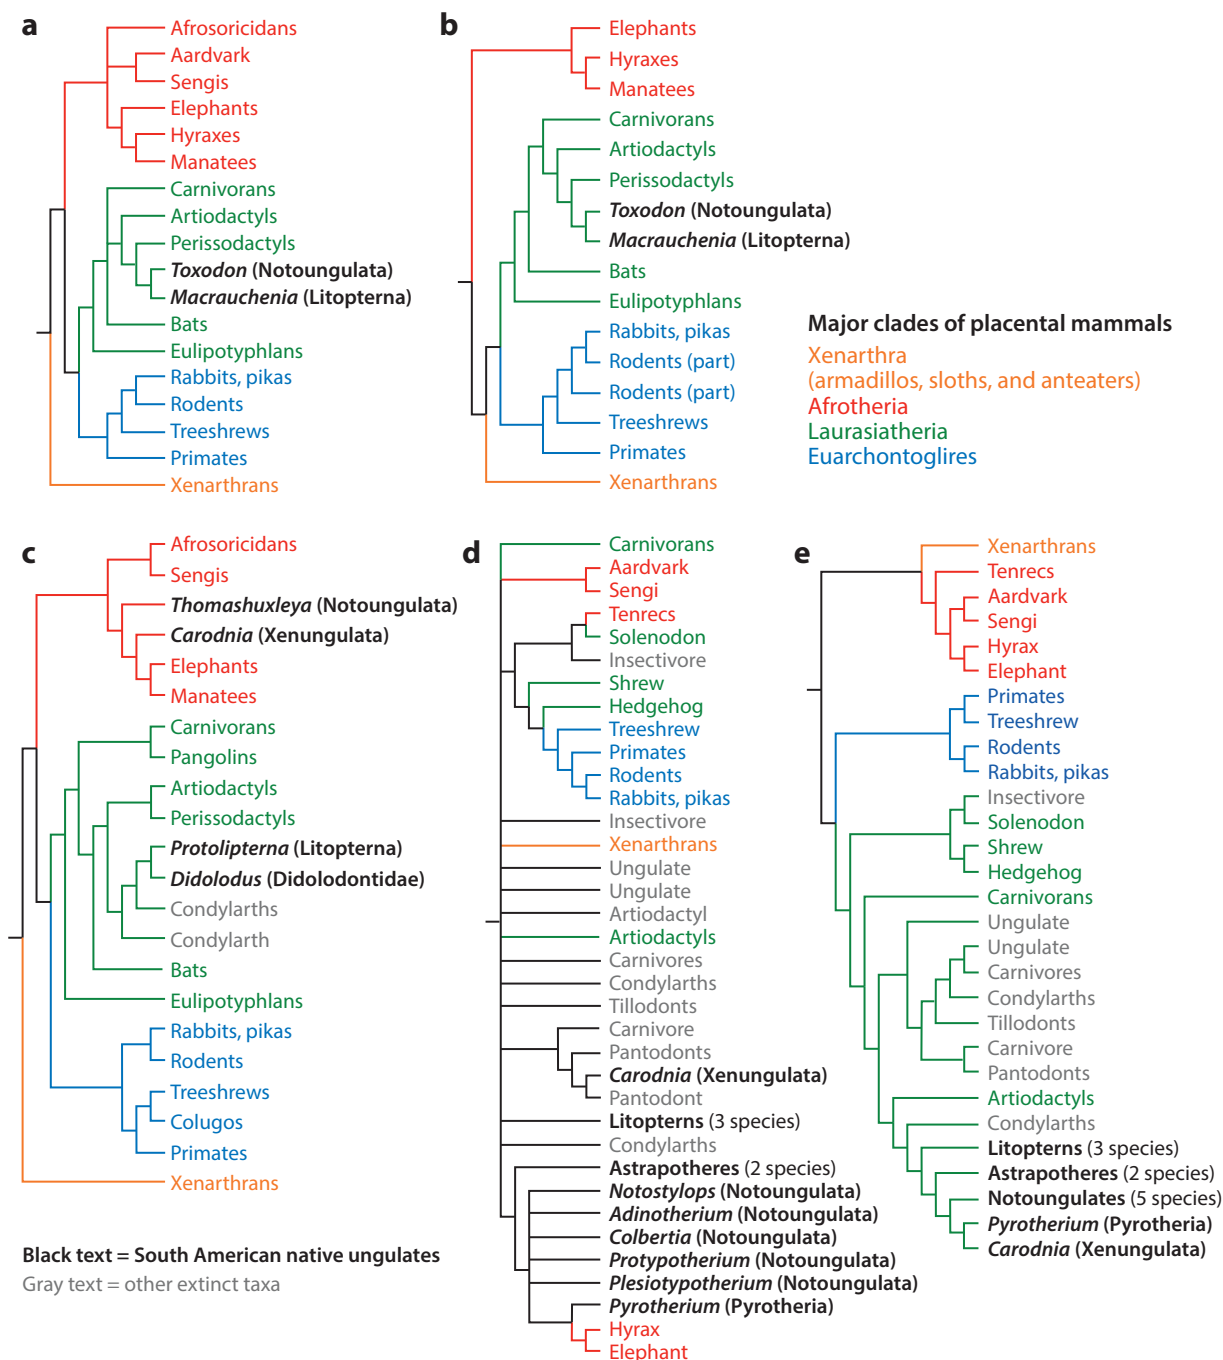 a
Afrosoricidans
Aardvark
Sengis
Elephants
Hyraxes
Manatees
Carnivorans
Artiodactyls
Perissodactyls
Toxodon (Notoungulata)
Macrauchenia (Litopterna)
Bats
Eulipotyphlans
Rabbits, pikas
Rodents
Treeshrews
Primates
Xenarthrans
b
Elephants
Hyraxes
Manatees
Carnivorans
Artiodactyls
Perissodactyls
Toxodon (Notoungulata)
Macrauchenia (Litopterna)
Bats
Eulipotyphlans
Rabbits, pikas
Rodents (part)
Rodents (part)
Treeshrews
Primates
Xenarthrans
Major clades of placental mammals
Xenarthra
(armadillos, sloths, and anteaters)
Afrotheria
Laurasiatheria
Euarchontoglires
c
Afrosoricidans
Sengis
Thomashuxleya (Notoungulata)
Carodnia (Xenungulata)
Elephants
Manatees
Carnivorans
Pangolins
Artiodactyls
Perissodactyls
Protolipterna (Litopterna)
Didolodus (Didolodontidae)
Condylarths
Condylarth
Bats
Eulipotyphlans
Rabbits, pikas
Rodents
Treeshrews
Colugos
Primates
Xenarthrans
Black text = South American native ungulates
Gray text = other extinct taxa
d
Carnivorans
Aardvark
Sengi
Tenrecs
Solenodon
Insectivore
Shrew
Hedgehog
Treeshrew
Primates
Rodents
Rabbits, pikas
Insectivore
Xenarthrans
Ungulate
Ungulate
Artiodactyl
Artiodactyls
Carnivores
Condylarths
Tillodonts
Carnivore
Pantodonts
Carodnia (Xenungulata)
Pantodont
Litopterns (3 species)
Condylarths
Astrapotheres (2 species)
Notostylops (Notoungulata)
Adinotherium (Notoungulata)
Colbertia (Notoungulata)
Protypotherium (Notoungulata)
Plesiotypotherium (Notoungulata)
Pyrotherium (Pyrotheria)
Hyrax
Elephant
e
Xenarthrans
Tenrecs
Aardvark
Sengi
Hyrax
Elephant
Primates
Treeshrew
Rodents
Rabbits, pikas
Insectivore
Solenodon
Shrew
Hedgehog
Carnivorans
Ungulate
Ungulate
Carnivores
Condylarths
Tillodonts
Carnivore
Pantodonts
Artiodactyls
Condylarths
Litopterns (3 species)
Astrapotheres (2 species)
Notoungulates (5 species)
Pyrotherium (Pyrotheria)
Carodnia (Xenungulata)